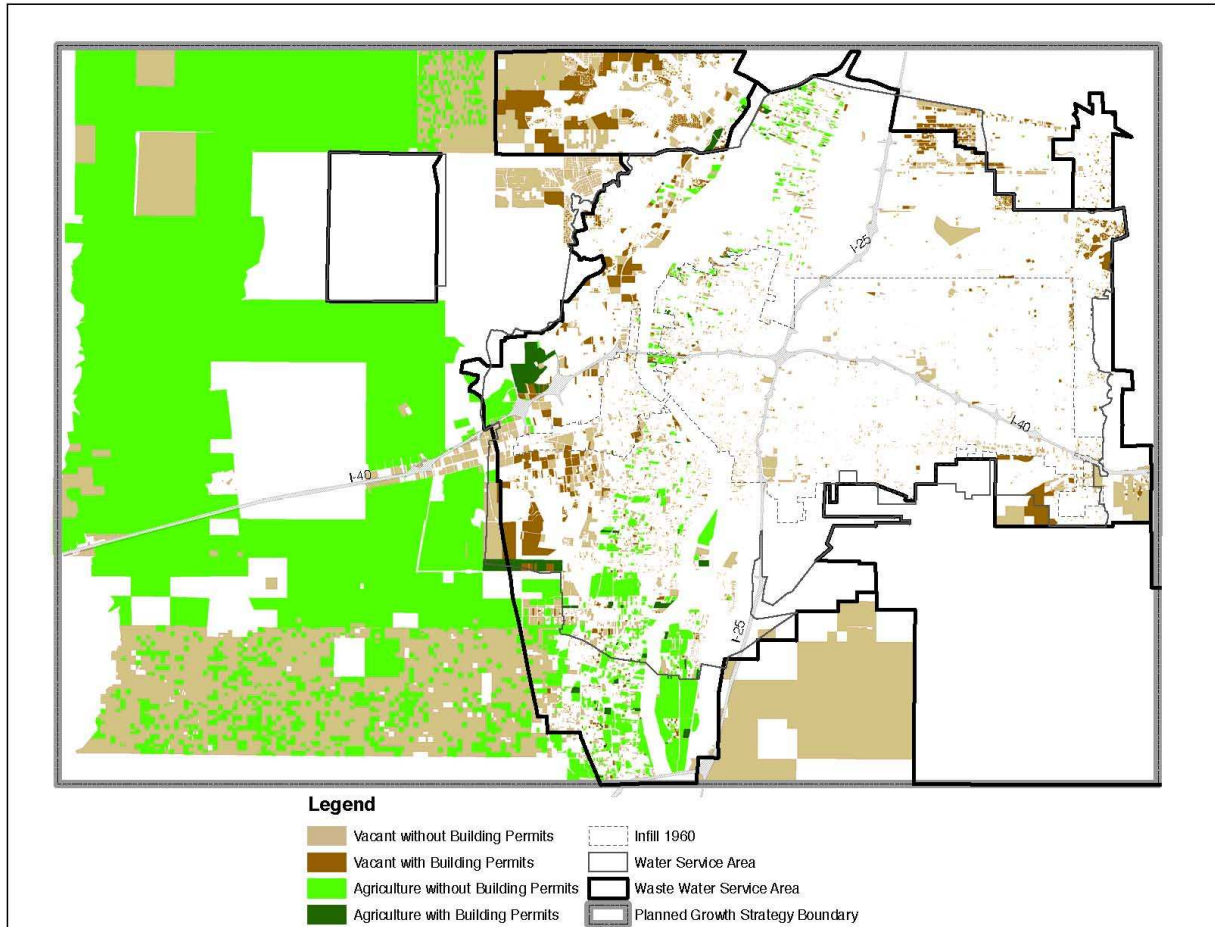 I-25
I-40
I-40
I-25
Legend
Vacant without Building Permits
Vacant with Building Permits
Agriculture without Building Permits
Agriculture with Building Permits
Infill 1960
Water Service Area
Waste Water Service Area
Planned Growth Strategy Boundary